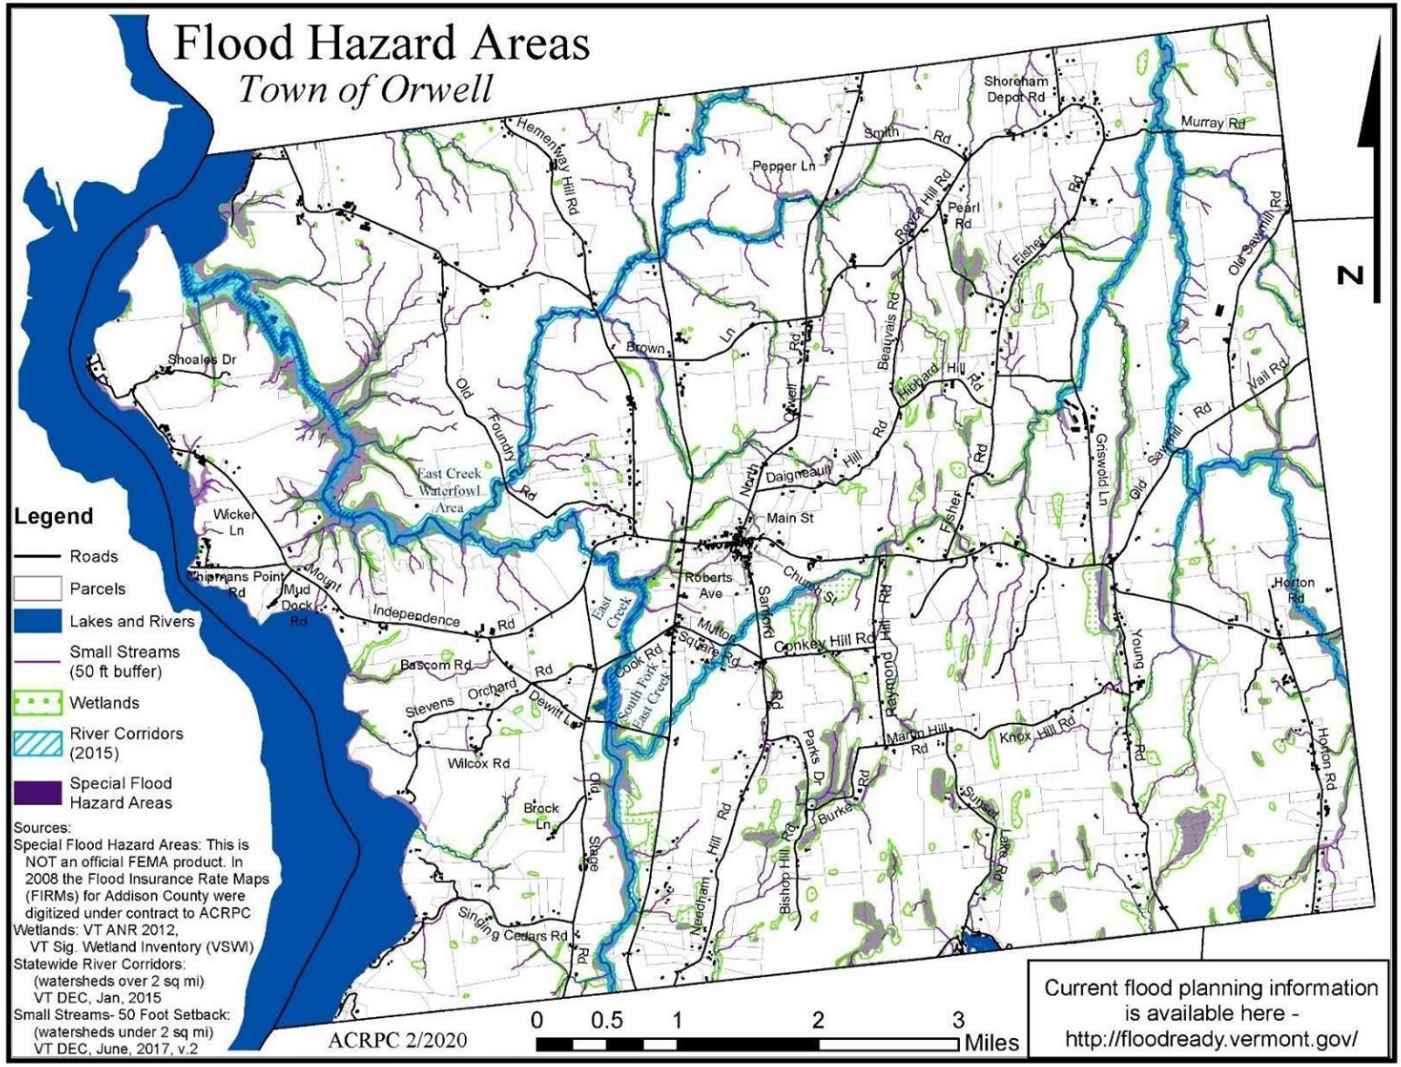 Flood Hazard Areas
Town of Orwell
Shoreham
Depot Rd
Murray Rd
Hemenway Hill Rd
Smith Rd
Pepper Ln
Royce Hill Rd
Pearl
Rd
Fisher Rd
Old Sawmill Rd
N
Shoales Dr
Brown Ln
Beauvais Rd
Hibbard Hill Rd
Vail Rd
Old Foundry Rd
North Orwell Rd
Daigneault Hill Rd
Griswold Ln
Old Sawmill Rd
East Creek
Waterfowl
Area
Fisher Rd
Wicker
Ln
Main St
Chipmans Point
Rd
Mud
Dock
Rd
Mount Independence Rd
Roberts
Ave
Church St
Sanford Rd
East
Creek
Mutton
Square Rd
Conkey Hill Rd
Raymond Hill Rd
Horton
Rd
Young Rd
Bascom Rd
Cook Rd
South Fork
East Creek
Stevens Orchard Rd
Dewitt Ln
Martin Hill
Rd
Knox Hill Rd
Horton Rd
Wilcox Rd
Parks Dr
Burke Rd
Sunset Lake Rd
Brock
Ln
Old Stage Rd
Needham Hill Rd
Bishop Hill Rd
Singing Cedars Rd
Legend
Roads
Parcels
Lakes and Rivers
Small Streams
(50 ft buffer)
Wetlands
River Corridors
(2015)
Special Flood
Hazard Areas
Sources:
Special Flood Hazard Areas: This is
NOT an official FEMA product. In
2008 the Flood Insurance Rate Maps
(FIRMs) for Addison County were
digitized under contract to ACRPC
Wetlands: VT ANR 2012,
VT Sig. Wetland Inventory (VSWI)
Statewide River Corridors:
(watersheds over 2 sq mi)
VT DEC, Jan, 2015
Small Streams- 50 Foot Setback:
(watersheds under 2 sq mi)
VT DEC, June, 2017, v.2
ACRPC 2/2020
0 0.5 1 2 3
Miles
Current flood planning information
is available here -
http://floodready.vermont.gov/